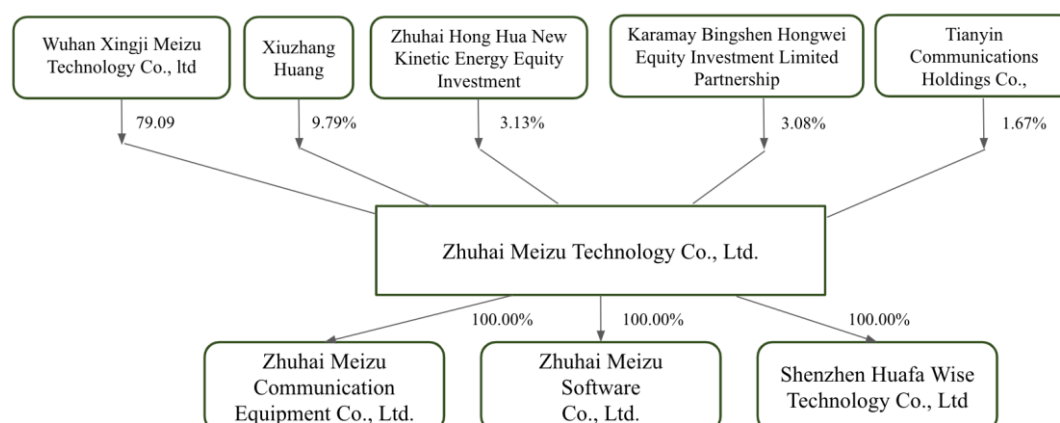 Wuhan Xingji Meizu
Technology Co., ltd
Xiuzhang
Huang
Zhuhai Hong Hua New
Kinetic Energy Equity
Investment
Karamay Bingshen Hongwei
Equity Investment Limited
Partnership
Tianyin
Communications
Holdings Co.,
79.09
9.79%
3.13%
3.08%
1.67%
Zhuhai Meizu Technology Co., Ltd.
100.00%
100.00%
100.00%
Zhuhai Meizu
Communication
Equipment Co., Ltd.
Zhuhai Meizu
Software
Co., Ltd.
Shenzhen Huafa Wise
Technology Co., Ltd